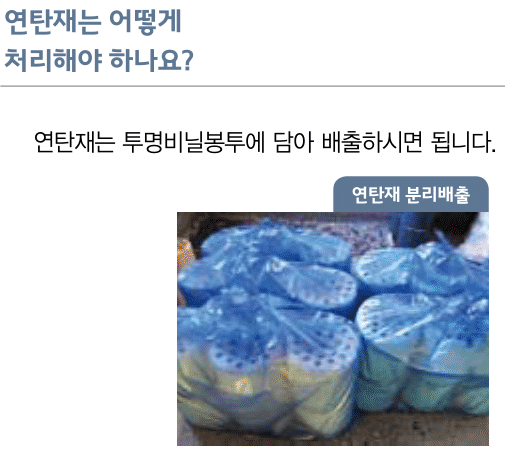 연탄재는 어떻게
처리해야 하나요?
연탄재는 투명비닐봉투에 담아 배출하시면 됩니다.
연탄재 분리배출